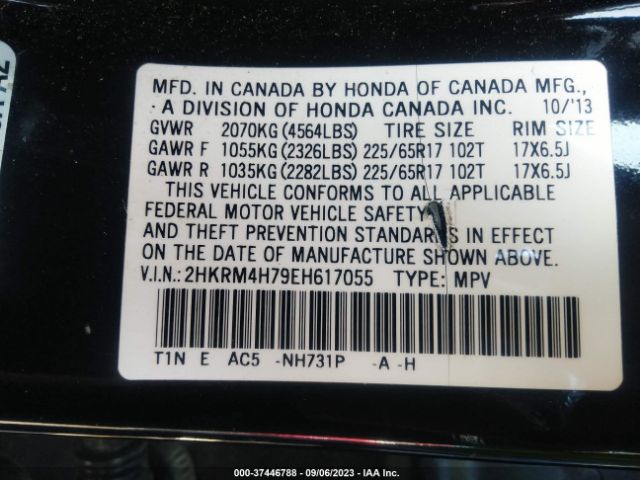 MFD. IN CANADA BY HONDA OF CANADA MFG.,
A DIVISION OF HONDA CANADA INC. 10/'13
GVWR 2070KG(4564LBS) TIRE SIZE RIM SIZE
GAWR F 1055KG(2326LBS) 225/65R17 102T 17X6.5J
GAWR R 1035KG(2282LBS) 225/65R17 102T 17X6.5J
THIS VEHICLE CONFORMS TO ALL APPLICABLE
FEDERAL MOTOR VEHICLE SAFETY
AND THEFT PREVENTION STANDARDS IN EFFECT
ON THE DATE OF MANUFACTURE SHOWN ABOVE.
V.I.N.: 2HKRM4H79EH617055 TYPE: MPV
T1N E AC5 -NH731P -A -H
000-37446788 - 09/06/2023 - IAA Inc.